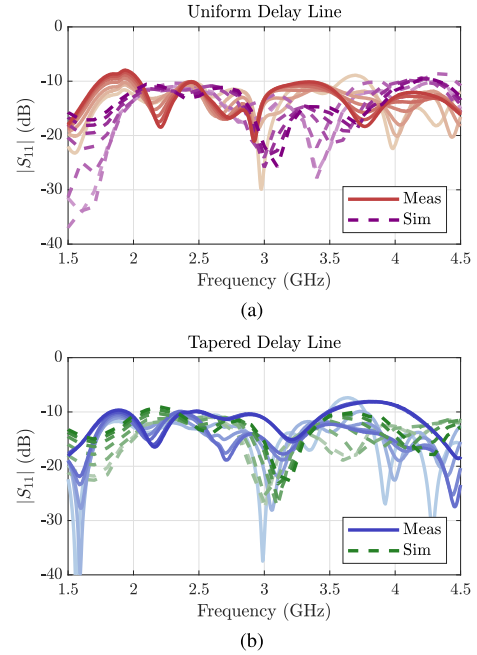 Uniform Delay Line
0
-10
-20
-30
-40
|S₁₁| (dB)
Meas
Sim
1.5 2 2.5 3 3.5 4 4.5
Frequency (GHz)
(a)
Tapered Delay Line
0
-10
-20
-30
-40
|S₁₁| (dB)
Meas
Sim
1.5 2 2.5 3 3.5 4 4.5
Frequency (GHz)
(b)